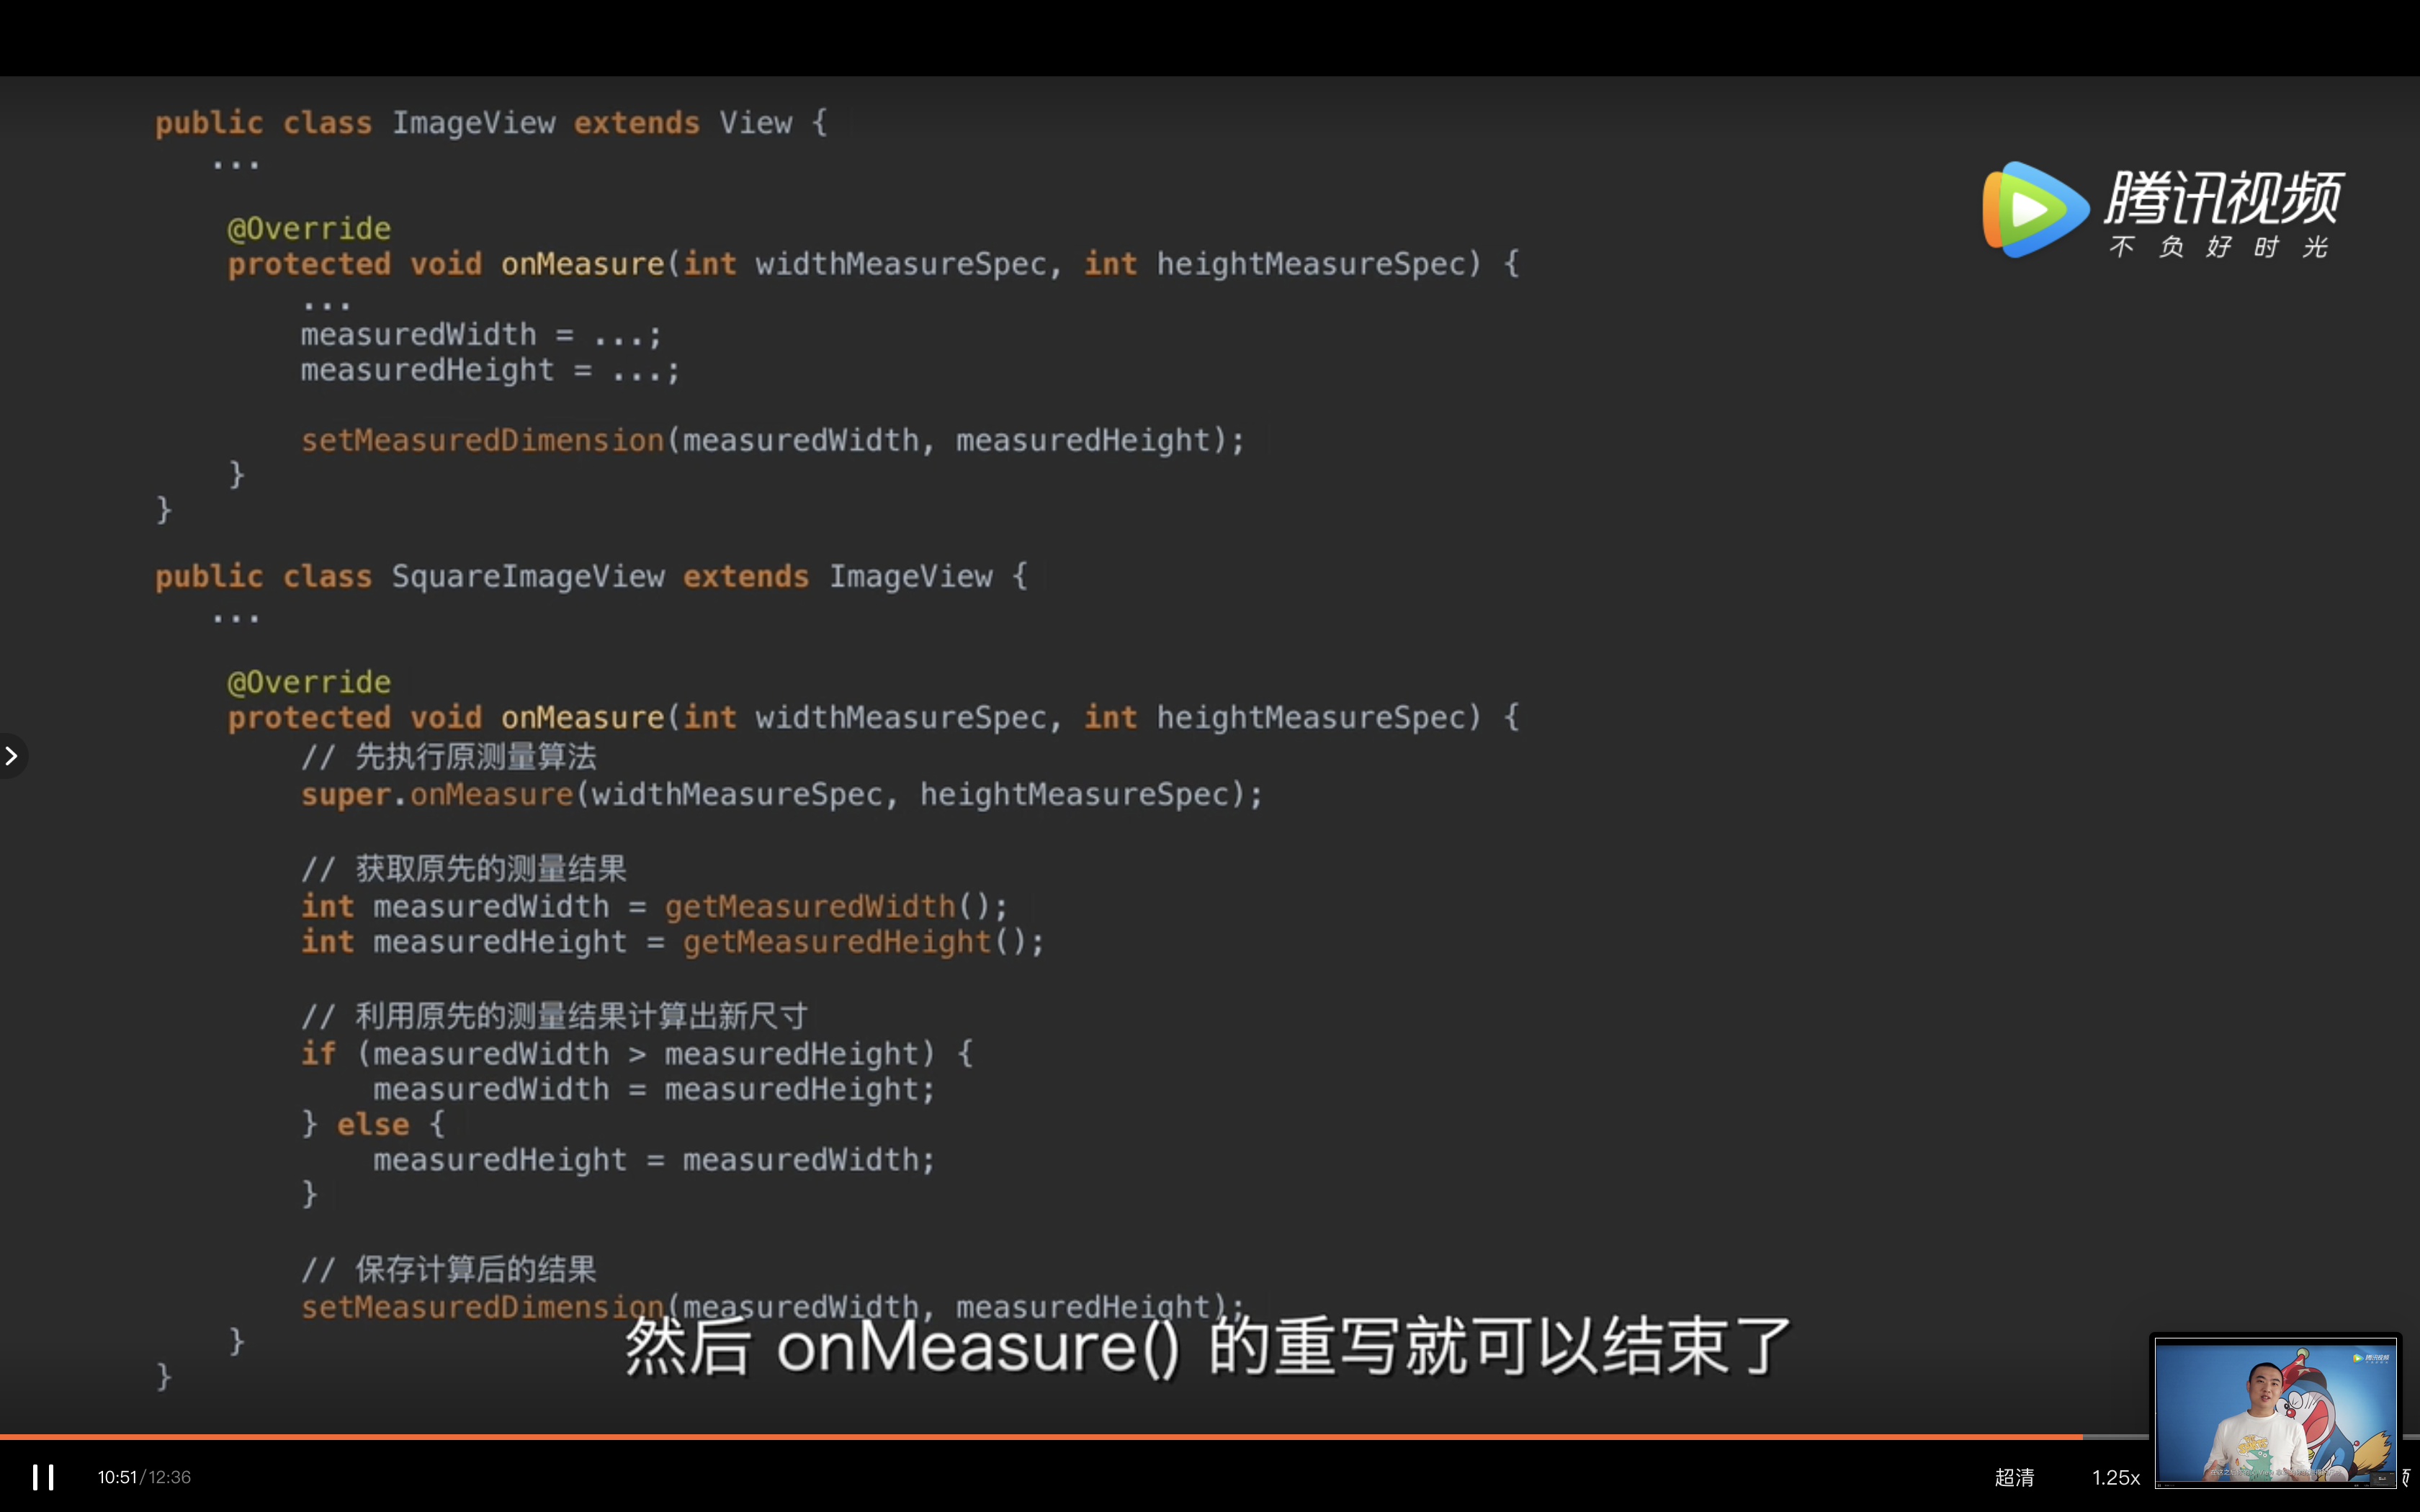 public class ImageView extends View {
...
@Override
protected void onMeasure(int widthMeasureSpec, int heightMeasureSpec) {
...
measuredWidth = ...;
measuredHeight = ...;
setMeasuredDimension(measuredWidth, measuredHeight);
}
}
public class SquareImageView extends ImageView {
...
@Override
protected void onMeasure(int widthMeasureSpec, int heightMeasureSpec) {
// 先执行原测量算法
super.onMeasure(widthMeasureSpec, heightMeasureSpec);
// 获取原先的测量结果
int measuredWidth = getMeasuredWidth();
int measuredHeight = getMeasuredHeight();
// 利用原先的测量结果计算出新尺寸
if (measuredWidth > measuredHeight) {
measuredWidth = measuredHeight;
} else {
measuredHeight = measuredWidth;
}
// 保存计算后的结果
setMeasuredDimension(measuredWidth, measuredHeight);
}
}
腾讯视频
不负好时光
然后 onMeasure() 的重写就可以结束了
10:51/12:36
超清
1.25x